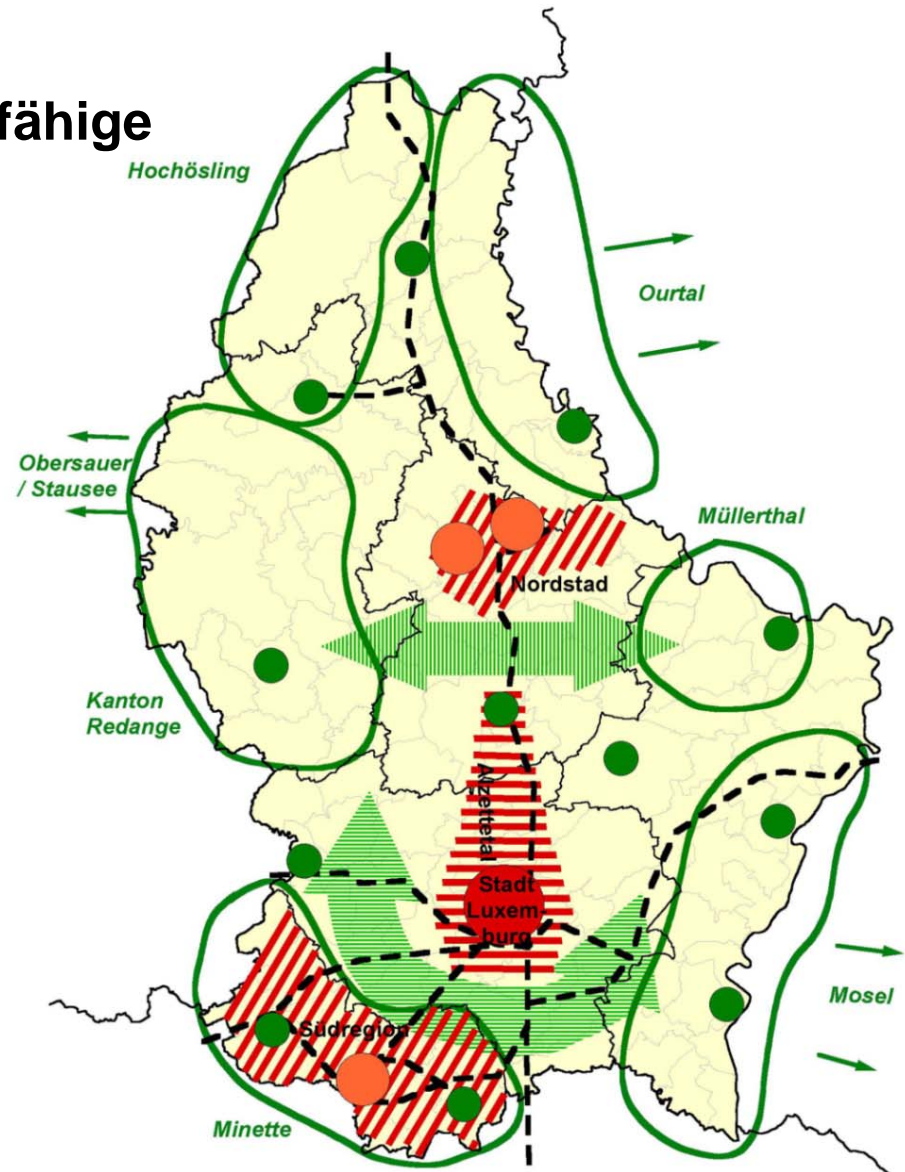 fähige
Hochösling
Ourtal
Obersauer
/ Stausee
Müllerthal
Nordstad
Kanton
Redange
Alzettetal
Stadt
Luxem-
burg
Mosel
Südregion
Minette